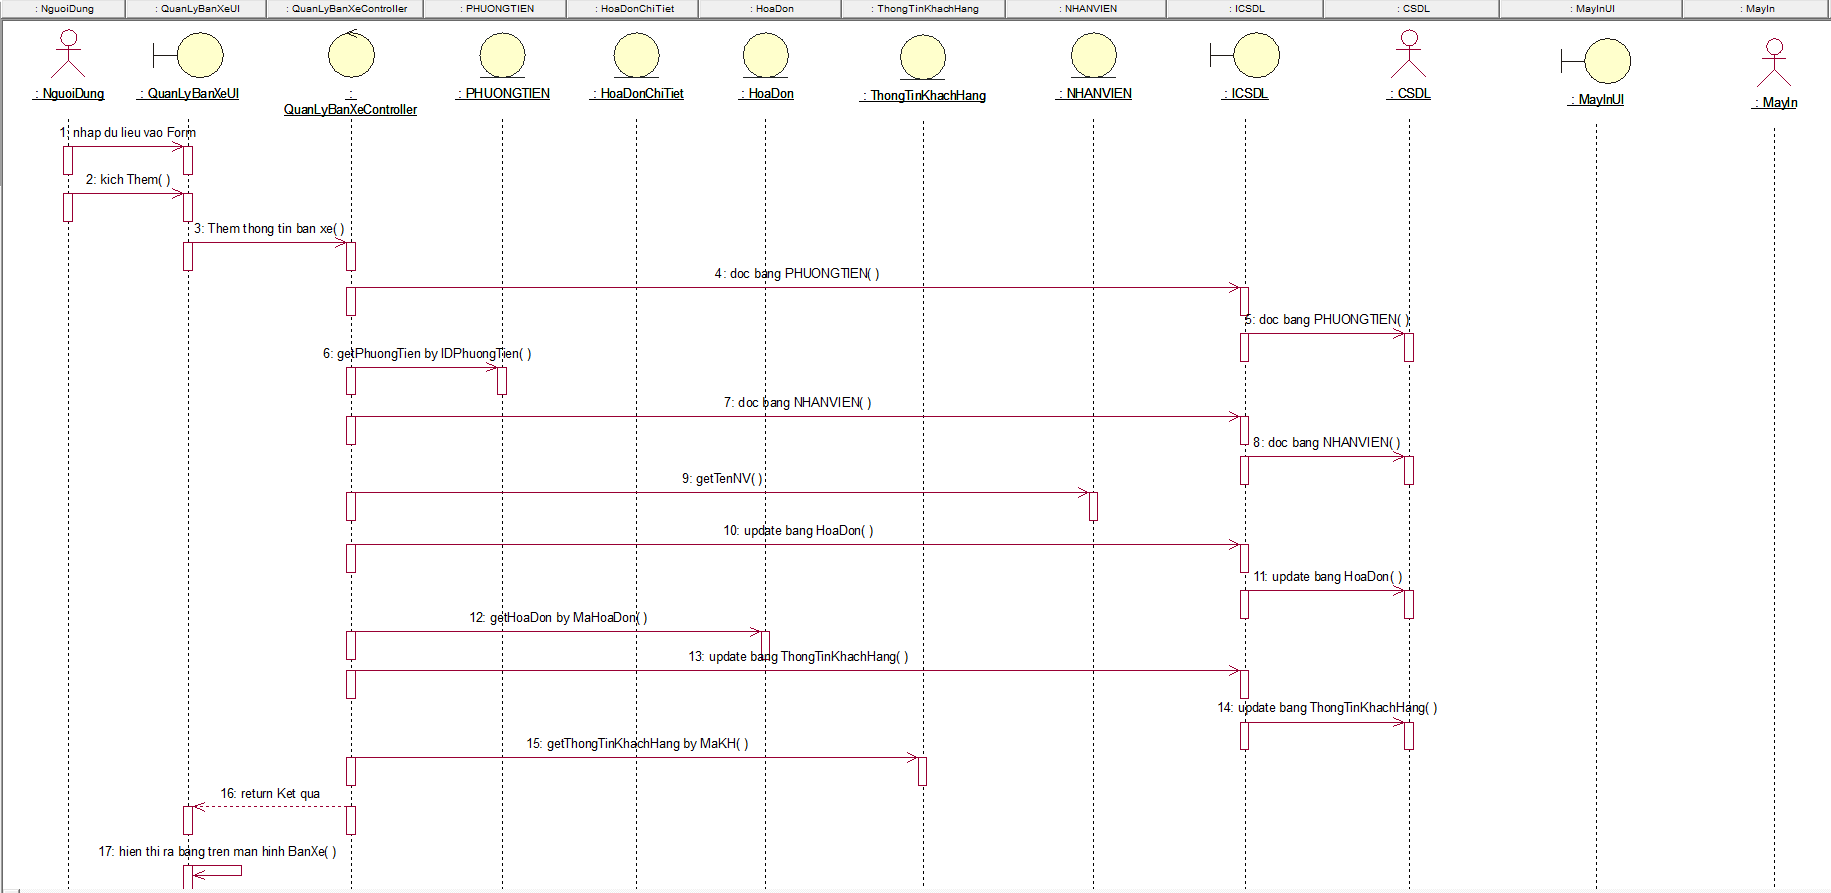 : NguoiDung
: QuanLyBanXeUI
: QuanLyBanXeController
: PHUONGTIEN
: HoaDonChiTiet
: HoaDon
: ThongTinKhachHang
: NHANVIEN
: ICSDL
: CSDL
: MayInUI
: MayIn
: NguoiDung
: QuanLyBanXeUI
:
QuanLyBanXeController
: PHUONGTIEN
: HoaDonChiTiet
: HoaDon
: ThongTinKhachHang
: NHANVIEN
: ICSDL
: CSDL
: MayInUI
: MayIn
1: nhap du lieu vao Form
2: kich Them( )
3: Them thong tin ban xe( )
4: doc bang PHUONGTIEN( )
5: doc bang PHUONGTIEN( )
6: getPhuongTien by IDPhuongTien( )
7: doc bang NHANVIEN( )
8: doc bang NHANVIEN( )
9: getTenNV( )
10: update bang HoaDon( )
11: update bang HoaDon( )
12: getHoaDon by MaHoaDon( )
13: update bang ThongTinKhachHang( )
14: update bang ThongTinKhachHang( )
15: getThongTinKhachHang by MaKH( )
16: return Ket qua
17: hien thi ra bang tren man hinh BanXe( )